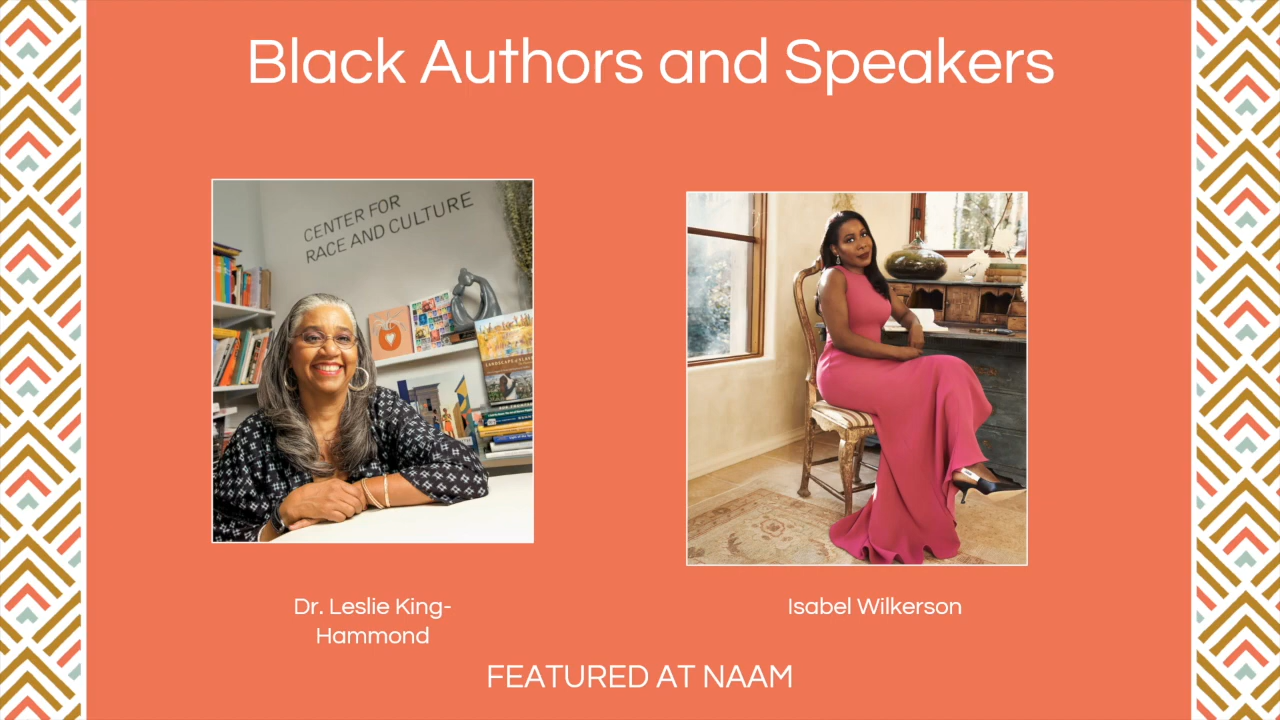 Black Authors and Speakers
CENTER FOR
RACE AND CULTURE
Dr. Leslie King-
Hammond
Isabel Wilkerson
FEATURED AT NAAM